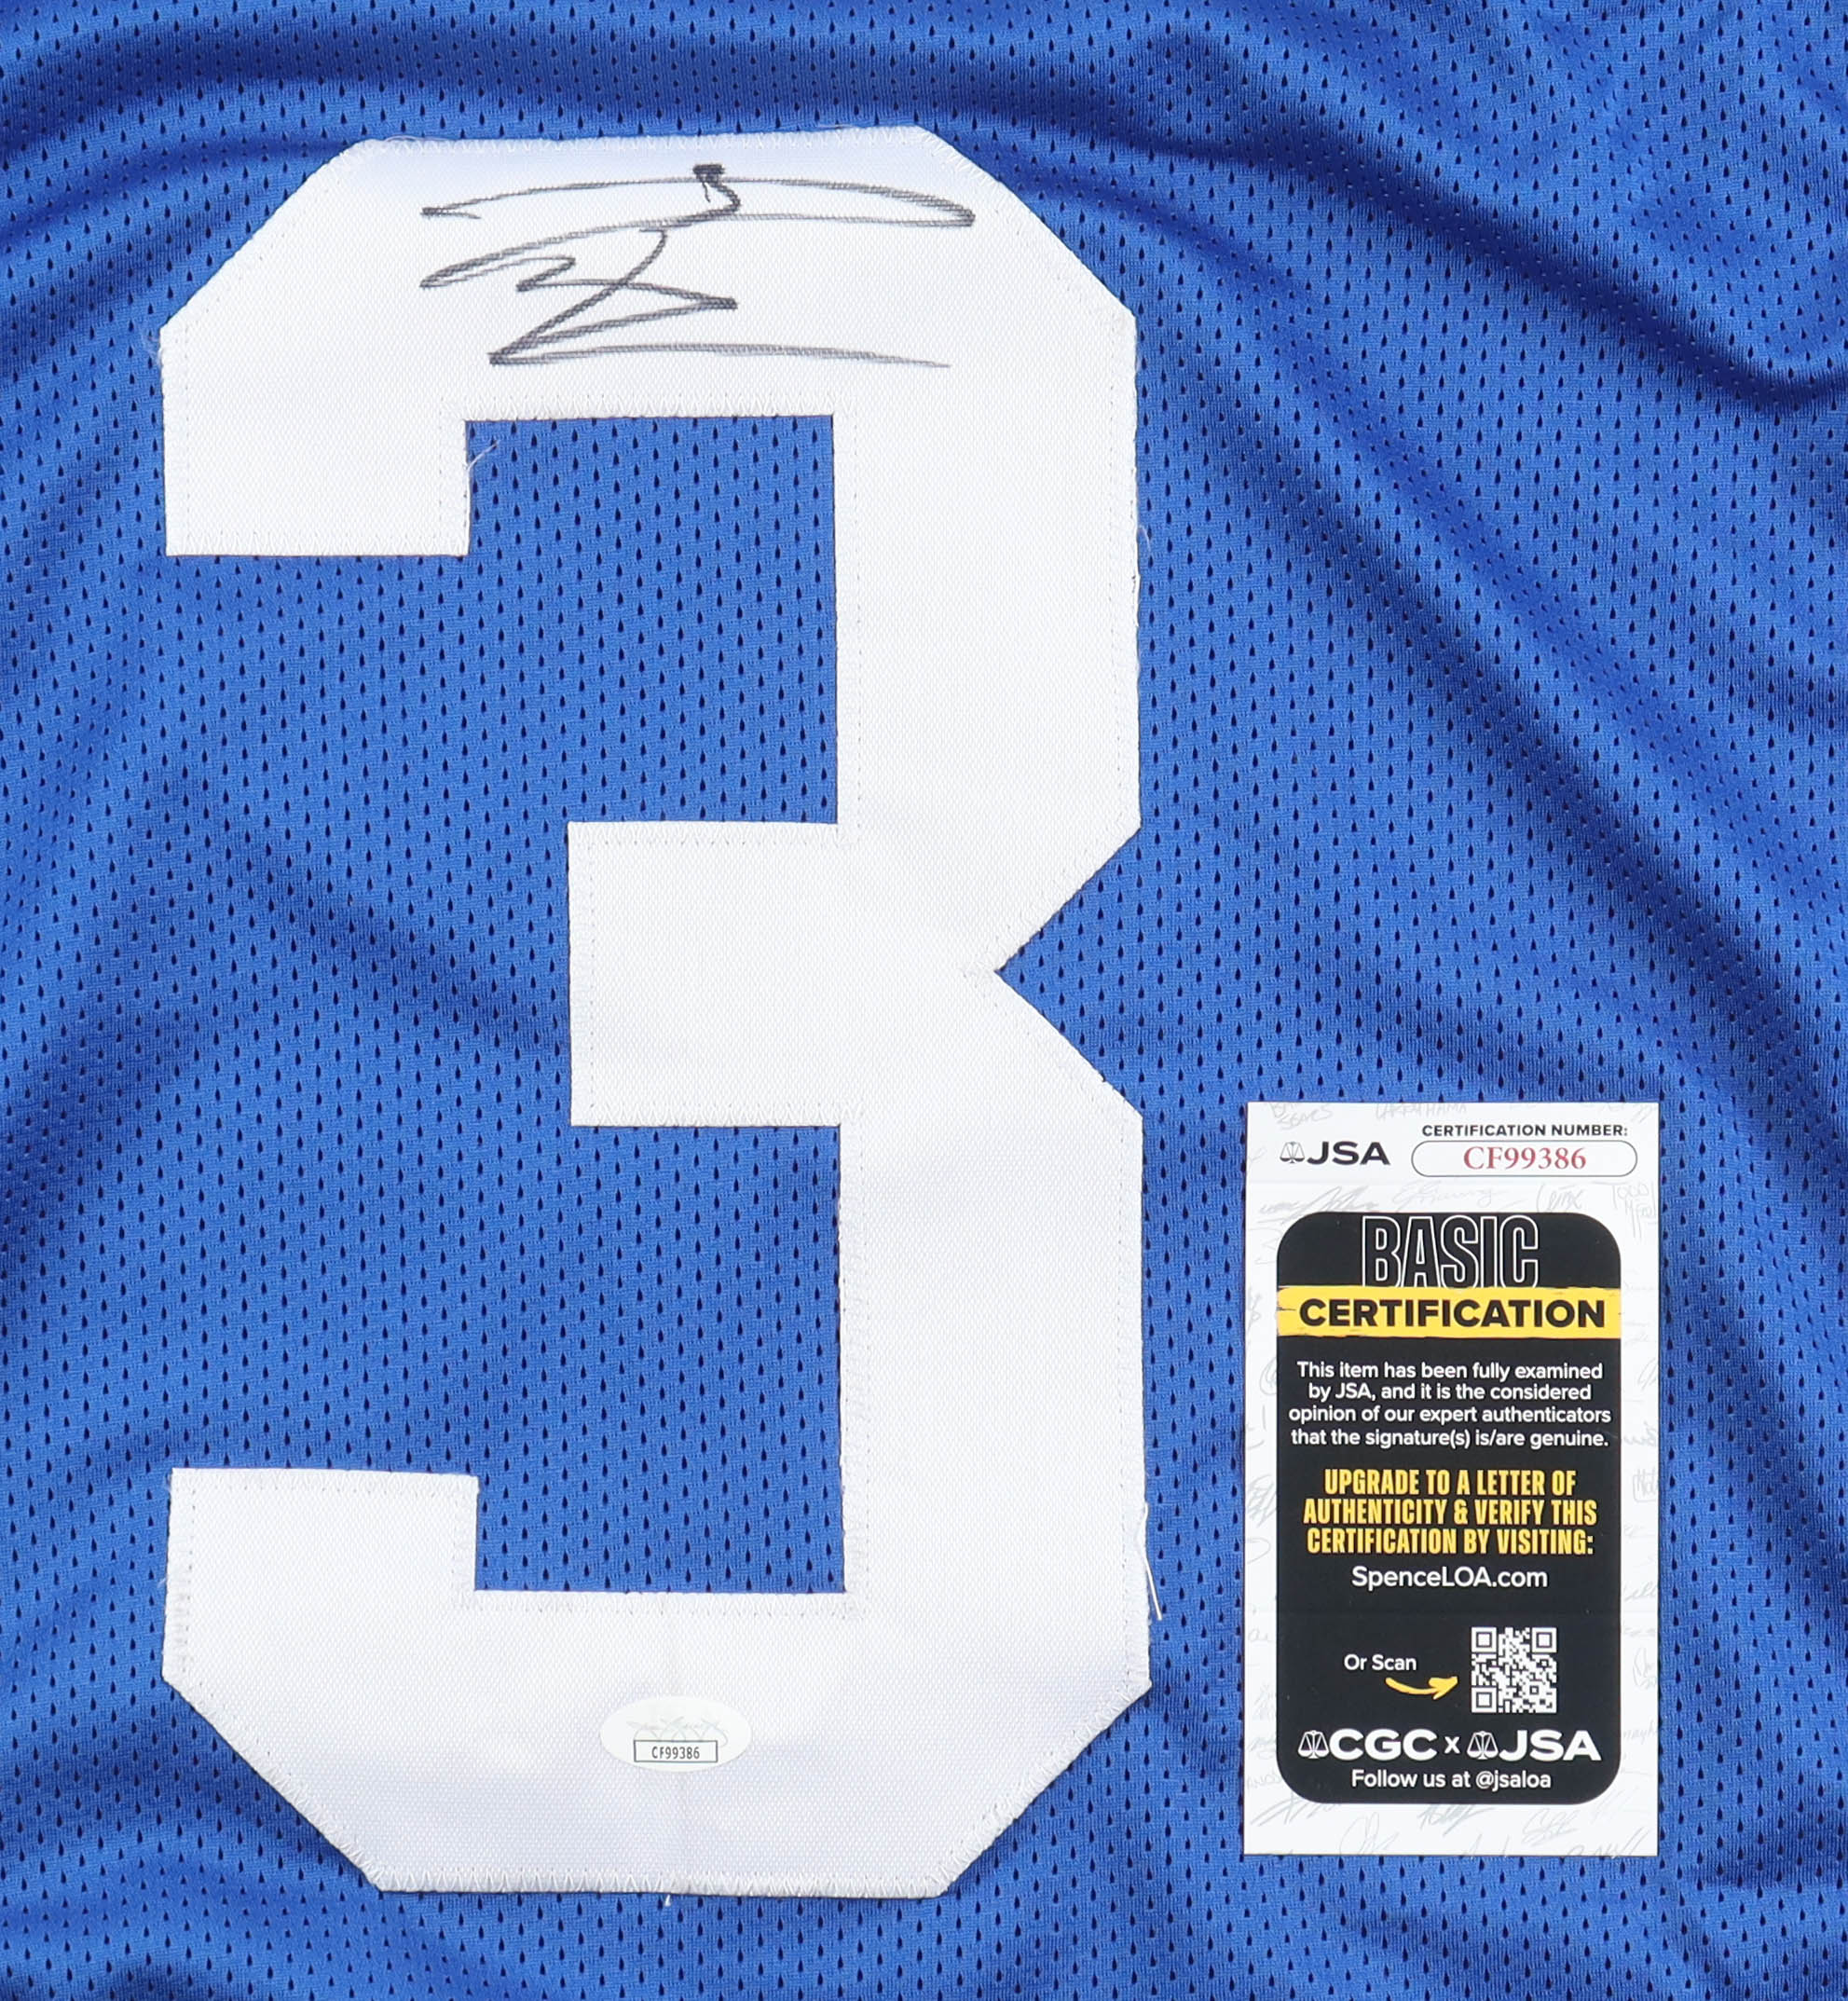 3
JSA
CERTIFICATION NUMBER:
CF99386
BASIC
CERTIFICATION
This item has been fully examined
by JSA, and it is the considered
opinion of our expert authenticators
that the signature(s) is/are genuine.
UPGRADE TO A LETTER OF
AUTHENTICITY & VERIFY THIS
CERTIFICATION BY VISITING:
SpenceLOA.com
Or Scan
CGC x JSA
Follow us at @jsaloa
CF99386